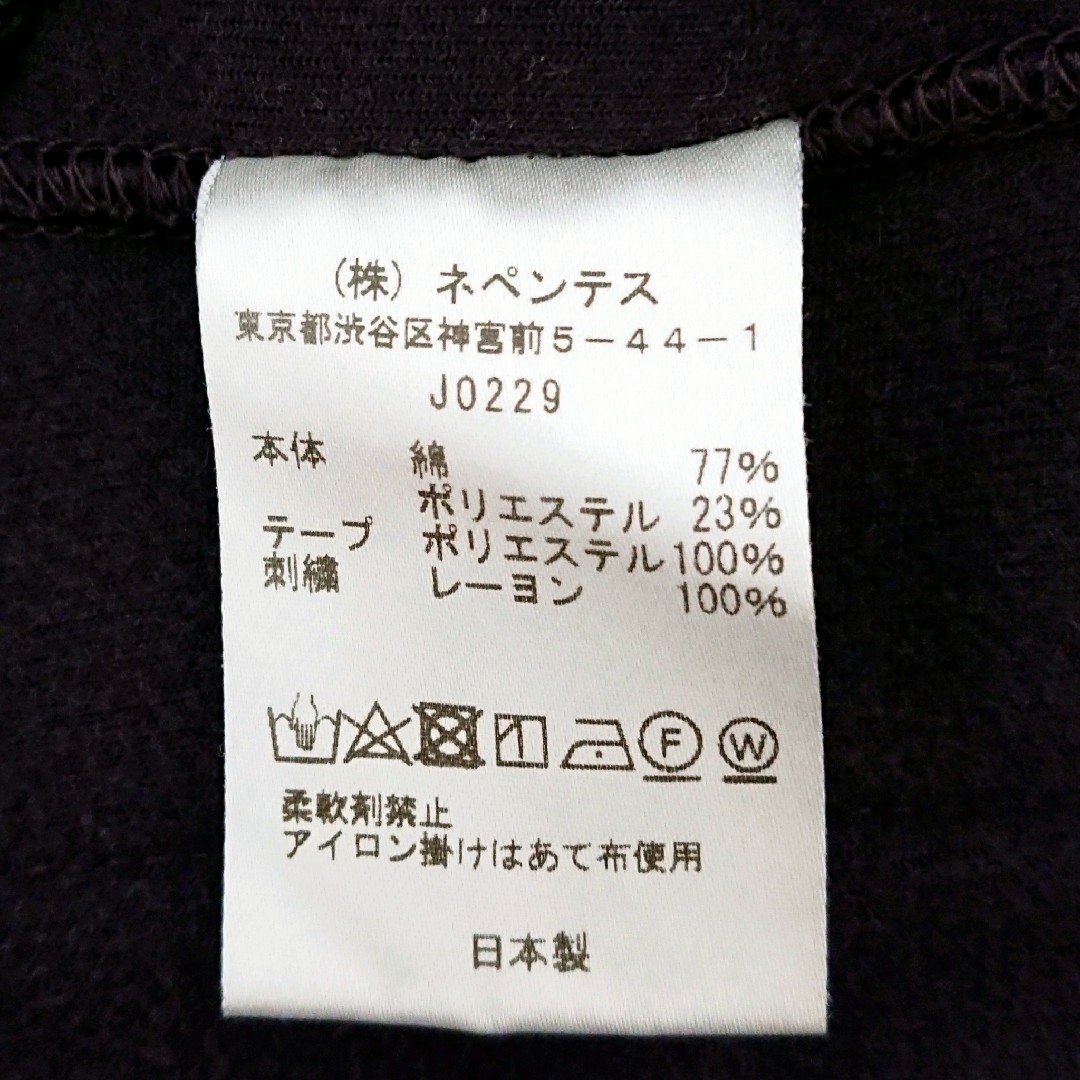 (株) ネペンテス
東京都渋谷区神宮前5-44-1
J0229
本体 綿 77%
ポリエステル 23%
テープ ポリエステル 100%
刺繍 レーヨン 100%
F W
柔軟剤禁止
アイロン掛けはあて布使用
日本製